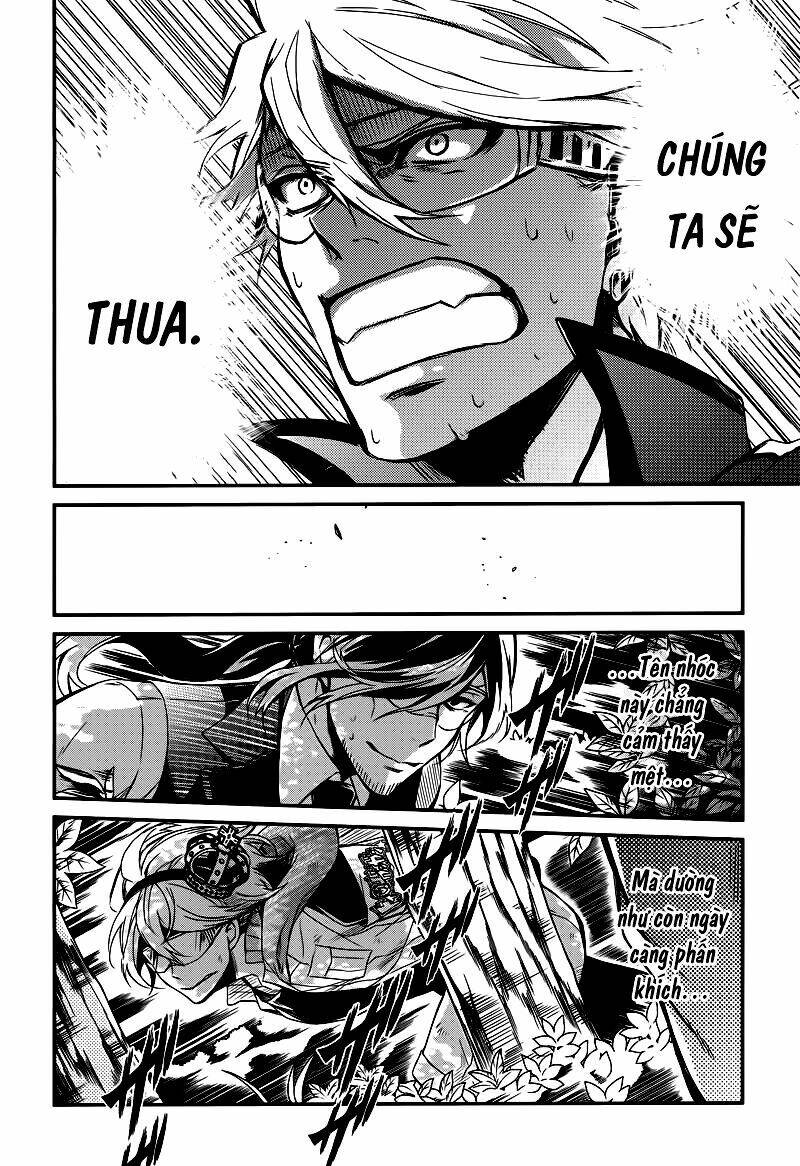 CHÚNG
TA SẼ
THUA.
...Tên nhóc
này chẳng
cảm thấy
mệt...
Mà dường
như còn ngày
càng phấn
khích...